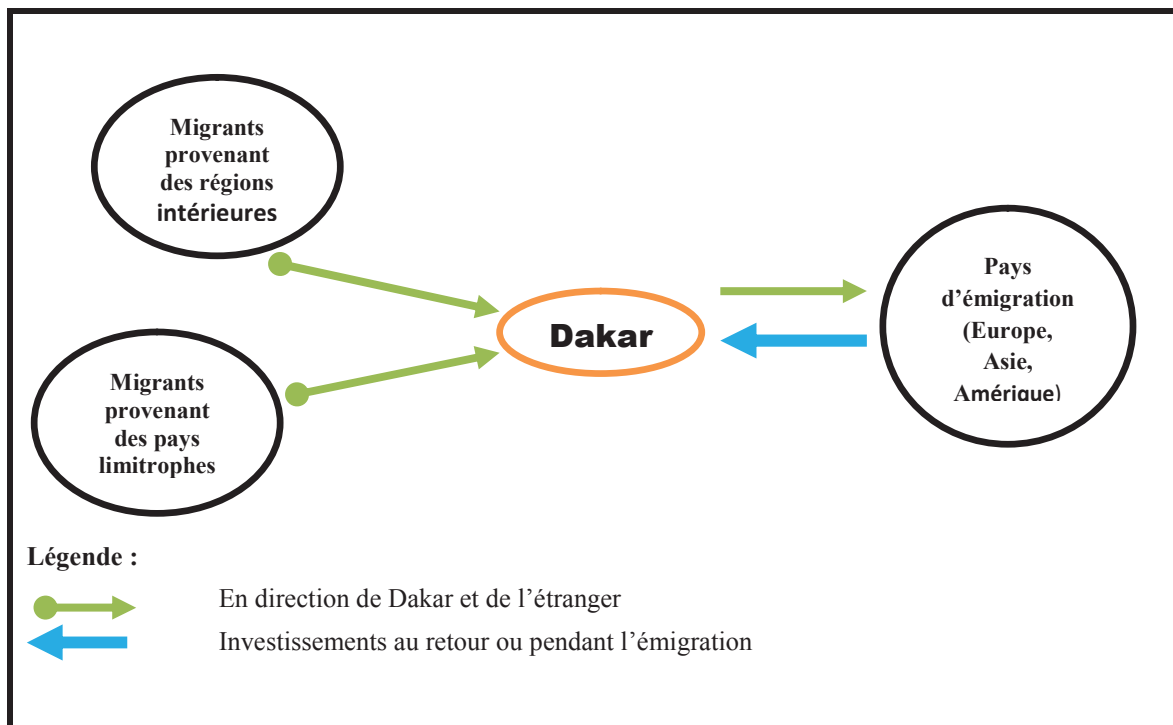 Migrants
provenant
des régions
intérieures
Migrants
provenant
des pays
limitrophes
Dakar
Pays
d’émigration
(Europe,
Asie,
Amérique)
Légende :
En direction de Dakar et de l’étranger
Investissements au retour ou pendant l’émigration